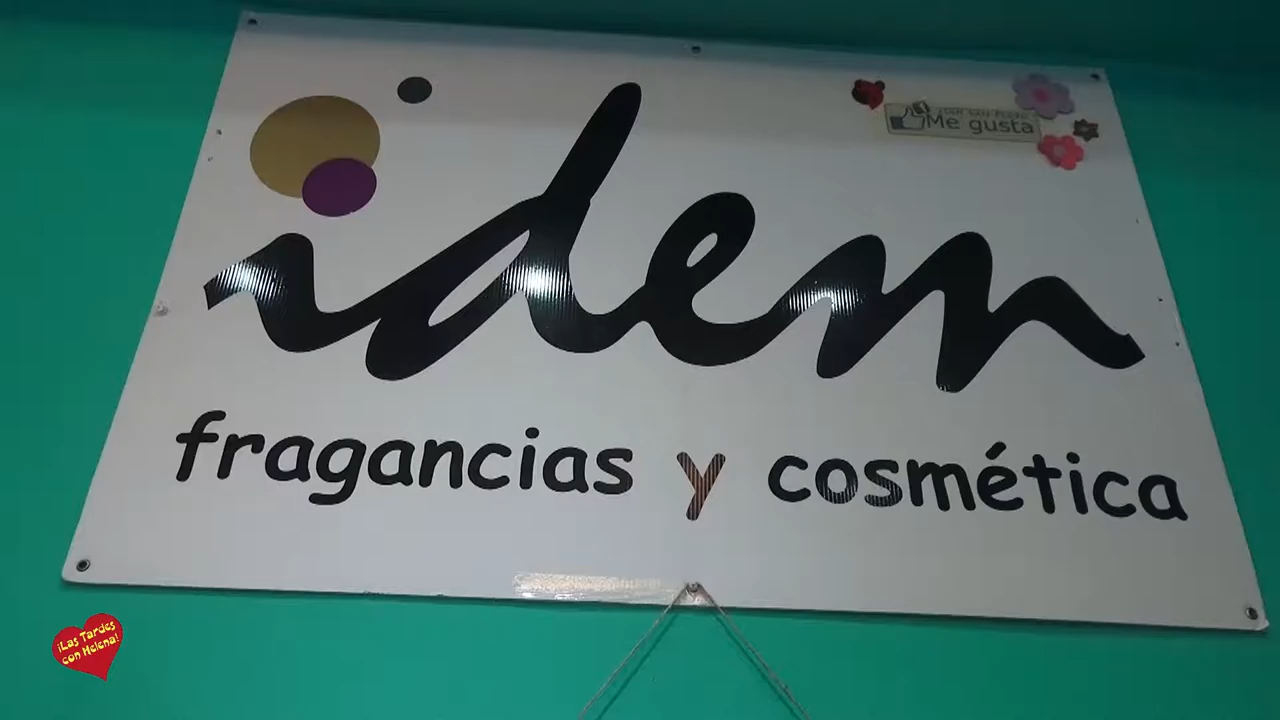 Me gusta
idem
fragancias y cosmética
¡Las Tardes
con Helena!